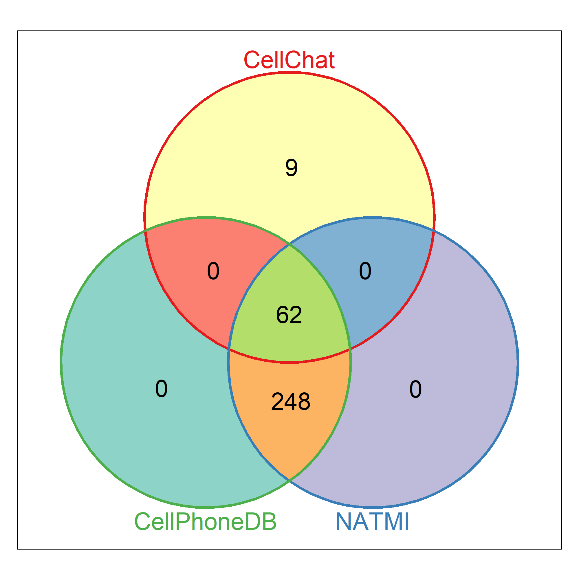 CellChat
9
0 0
62
0 248 0
CellPhoneDB NATMI